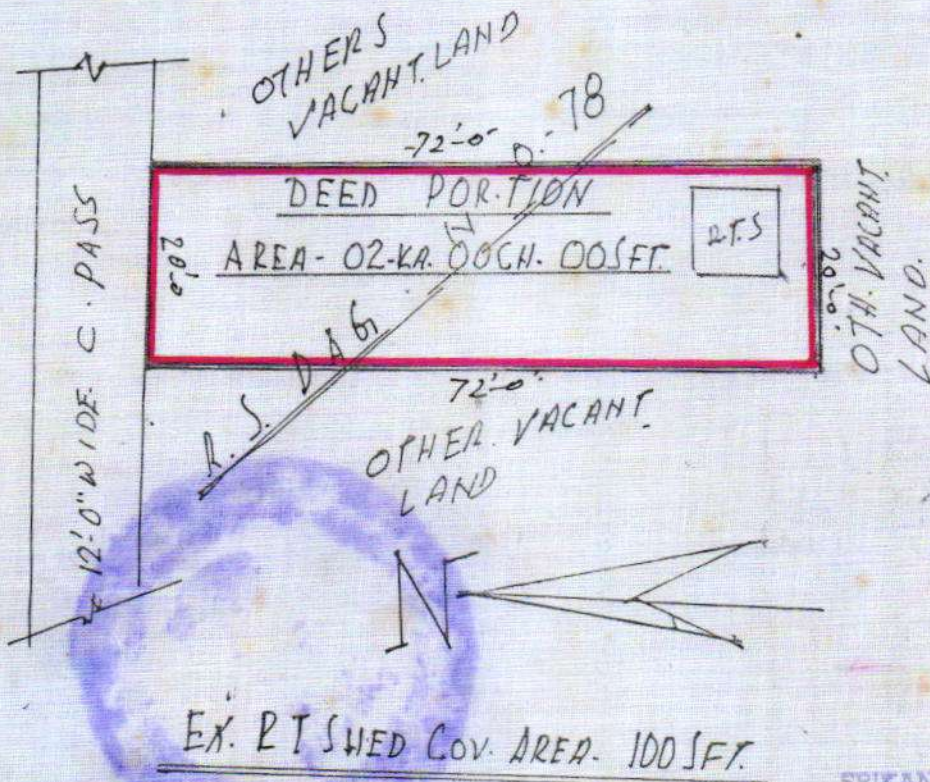 OTHERS
VACANT. LAND
72'-0"
DEED PORTION
AREA- 02-KA. 00CH. 00SFT.
R.T.S
20'-0
20'-0"
12'-0" WIDE C. PASS
OTH. VACANT.
LAND.
R. S. DAG NO- 78
72'-0"
OTHER. VACANT
LAND
N
EX. R T SHED COV. AREA. 100 SFT.